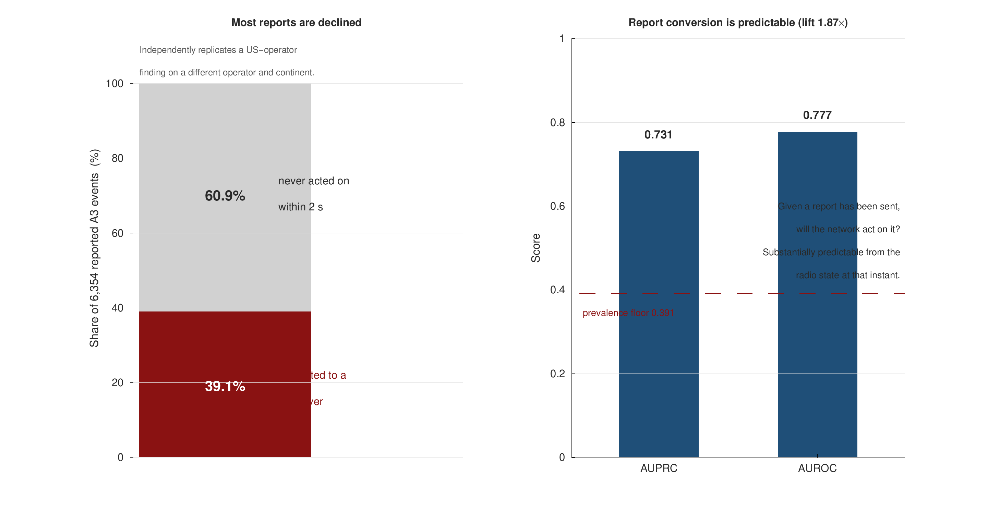 Most reports are declined
Independently replicates a US–operator
finding on a different operator and continent.
Share of 6,354 reported A3 events (%)
100
80
60
40
20
0
60.9%
never acted on
within 2 s
39.1%
ted to a
ver
Report conversion is predictable (lift 1.87×)
Score
1
0.8
0.6
0.4
0.2
0
0.731
0.777
Given a report has been sent,
will the network act on it?
Substantially predictable from the
radio state at that instant.
prevalence floor 0.391
AUPRC
AUROC